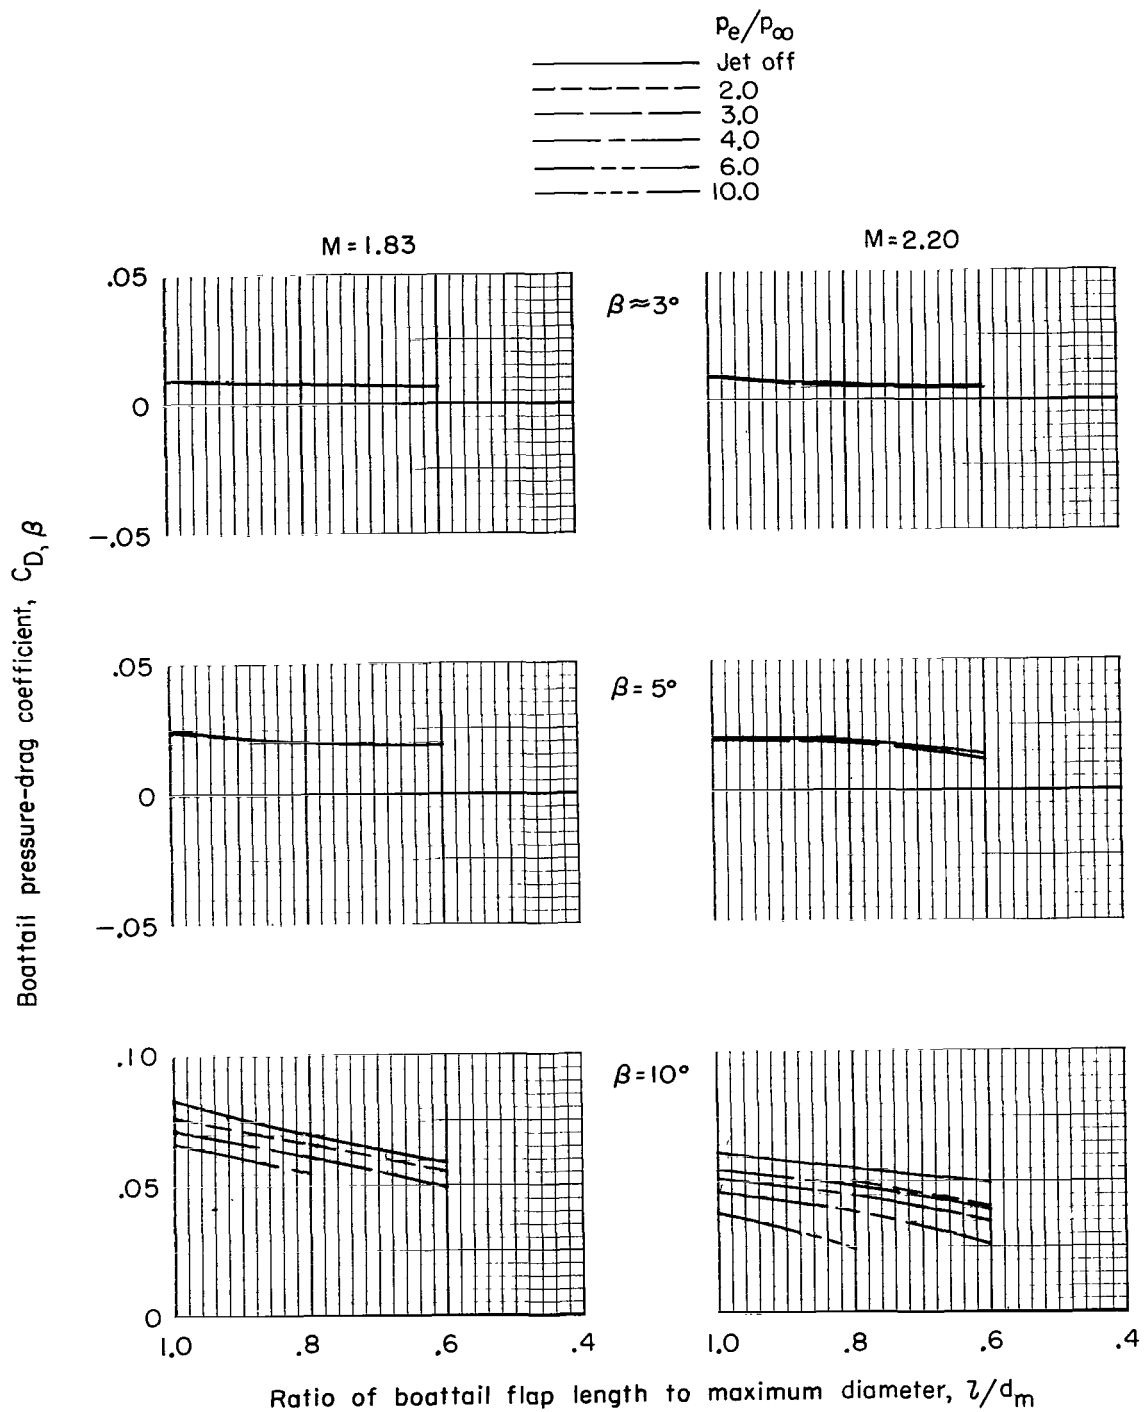 pe/p∞
Jet off
2.0
3.0
4.0
6.0
10.0
M=1.83
M=2.20
.05
0
-.05
β≈3°
.05
0
-.05
β=5°
.10
.05
0
β=10°
1.0 .8 .6 .4
1.0 .8 .6 .4
Boattail pressure-drag coefficient, CD,β
Ratio of boattail flap length to maximum diameter, l/dm